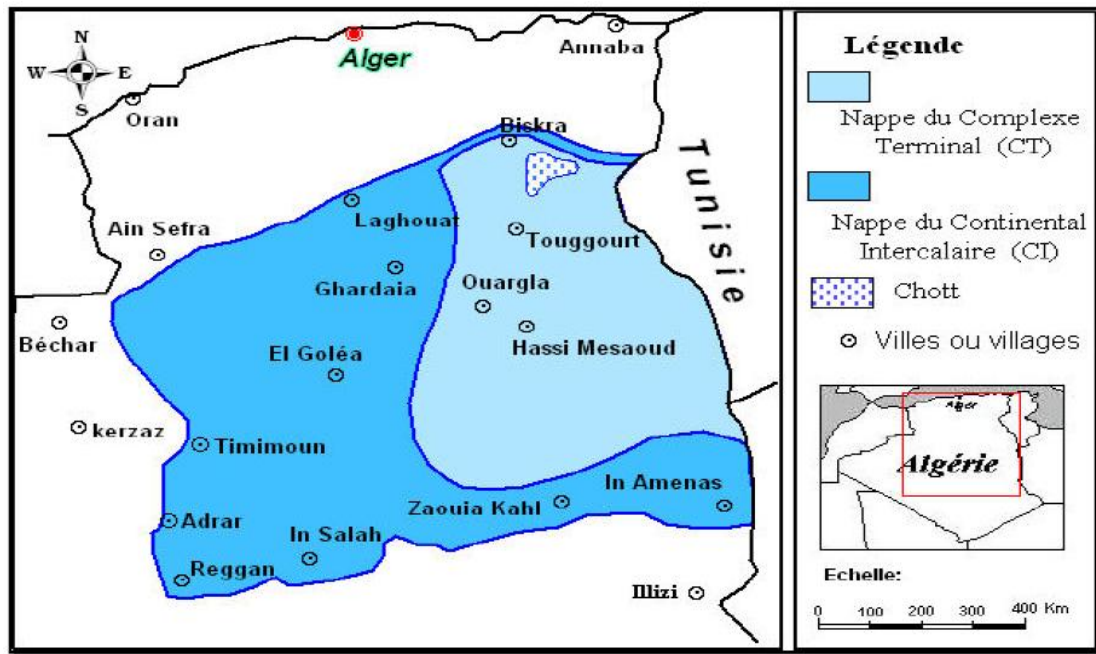 N
W E
S
Alger
Annaba
Oran
Biskra
Tunisie
Laghouat
Ain Sefra
Touggourt
Ghardaia
Ouargla
Béchar
Hassi Mesaoud
El Goléa
kerzaz
Timimoun
In Amenas
Zaouia Kahl
Adrar
In Salah
Reggan
Illizi
Légende
Nappe du Complexe
Terminal (CT)
Nappe du Continental
Intercalaire (CI)
Chott
Villes ou villages
Alger
Algérie
Echelle:
0 100 200 300 400 Km